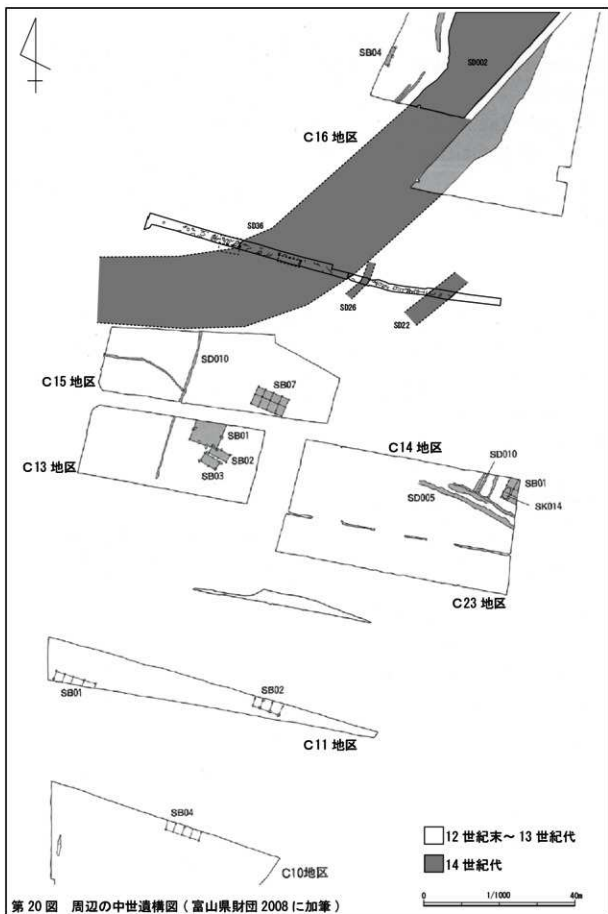 SB04
SD002
C16 地区
SD36
SD26
SD22
SD010
C15 地区
SB07
SB01
C13 地区
SB02
SB03
C14 地区
SD010
SB01
SD005
SK014
C23 地区
SB01
SB02
C11 地区
SB04
C10地区
12 世紀末～ 13 世紀代
14 世紀代
0 1/1000 40m
第 20 図 周辺の中世遺構図 ( 富山県財団 2008 に加筆 )